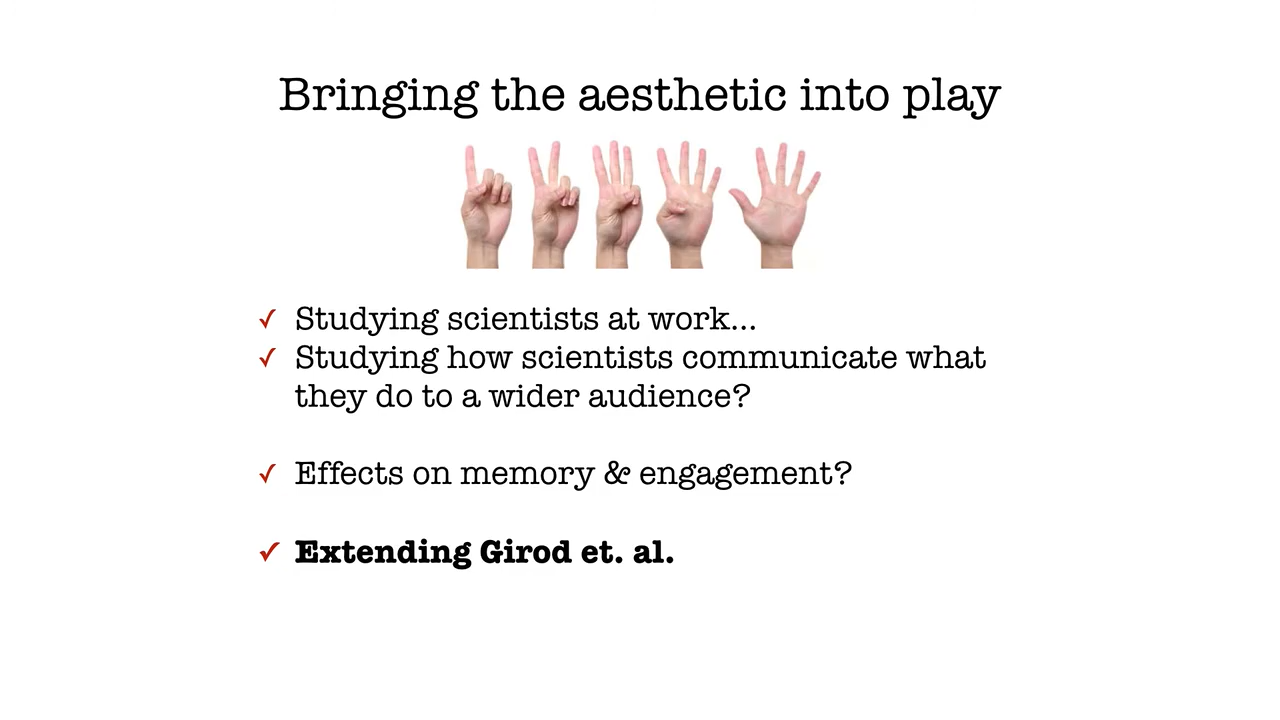 Bringing the aesthetic into play
✓ Studying scientists at work...
✓ Studying how scientists communicate what
they do to a wider audience?
✓ Effects on memory & engagement?
✓ Extending Girod et. al.